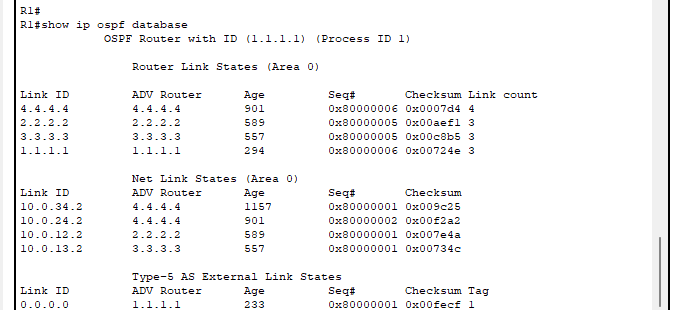 R1#
R1#show ip ospf database
OSPF Router with ID (1.1.1.1) (Process ID 1)
Router Link States (Area 0)
Link ID ADV Router Age Seq# Checksum Link count
4.4.4.4 4.4.4.4 901 0x80000006 0x0007d4 4
2.2.2.2 2.2.2.2 589 0x80000005 0x00aef1 3
3.3.3.3 3.3.3.3 557 0x80000005 0x00c8b5 3
1.1.1.1 1.1.1.1 294 0x80000006 0x00724e 3
Net Link States (Area 0)
Link ID ADV Router Age Seq# Checksum
10.0.34.2 4.4.4.4 1157 0x80000001 0x009c25
10.0.24.2 4.4.4.4 901 0x80000002 0x00f2a2
10.0.12.2 2.2.2.2 589 0x80000001 0x007e4a
10.0.13.2 3.3.3.3 557 0x80000001 0x00734c
Type-5 AS External Link States
Link ID ADV Router Age Seq# Checksum Tag
0.0.0.0 1.1.1.1 233 0x80000001 0x00fecf 1